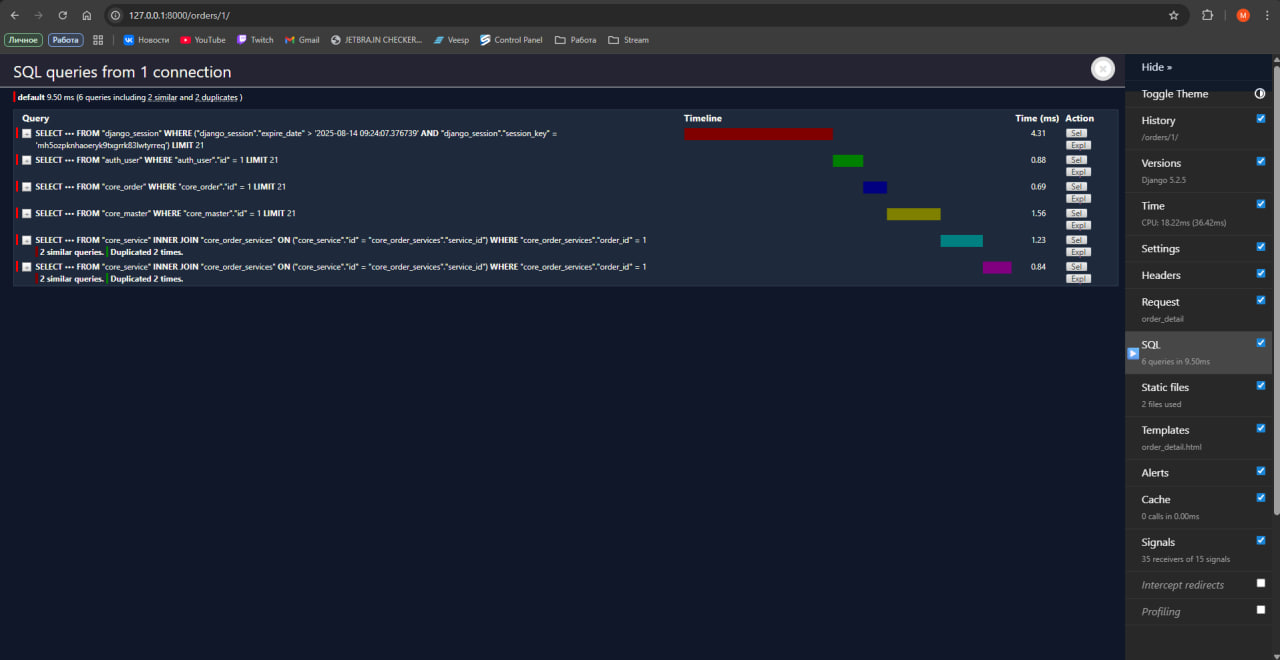 127.0.0.1:8000/orders/1/
M
Личное
Работа
Новости
YouTube
Twitch
Gmail
JETBRAJN CHECKER...
Veesp
Control Panel
Работа
Stream
SQL queries from 1 connection
default 9.50 ms (6 queries including 2 similar and 2 duplicates )
Query Timeline Time (ms) Action
SELECT ••• FROM "django_session" WHERE ("django_session"."expire_date" > '2025-08-14 09:24:07.376739' AND "django_session"."session_key" = 4.31 Sel
'mh5ozpknhaoeryk9txgrrk83lwtyrreq') LIMIT 21 Expl
SELECT ••• FROM "auth_user" WHERE "auth_user"."id" = 1 LIMIT 21 0.88 Sel
Expl
SELECT ••• FROM "core_order" WHERE "core_order"."id" = 1 LIMIT 21 0.69 Sel
Expl
SELECT ••• FROM "core_master" WHERE "core_master"."id" = 1 LIMIT 21 1.56 Sel
Expl
SELECT ••• FROM "core_service" INNER JOIN "core_order_services" ON ("core_service"."id" = "core_order_services"."service_id") WHERE "core_order_services"."order_id" = 1 1.23 Sel
2 similar queries. Duplicated 2 times. Expl
SELECT ••• FROM "core_service" INNER JOIN "core_order_services" ON ("core_service"."id" = "core_order_services"."service_id") WHERE "core_order_services"."order_id" = 1 0.84 Sel
2 similar queries. Duplicated 2 times. Expl
Hide »
Toggle Theme
History
/orders/1/
Versions
Django 5.2.5
Time
CPU: 18.22ms (36.42ms)
Settings
Headers
Request
order_detail
SQL
6 queries in 9.50ms
Static files
2 files used
Templates
order_detail.html
Alerts
Cache
0 calls in 0.00ms
Signals
35 receivers of 15 signals
Intercept redirects
Profiling